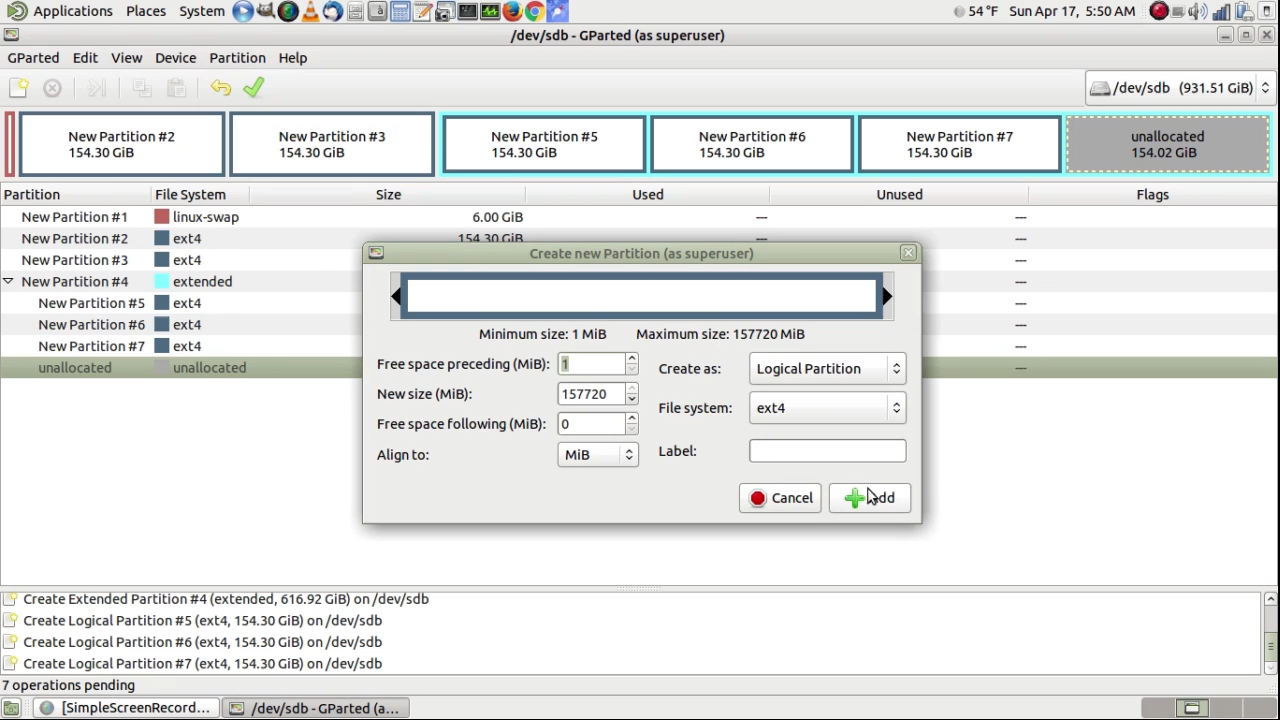 Applications Places System 54 °F Sun Apr 17, 5:50 AM
/dev/sdb - GParted (as superuser)
GParted Edit View Device Partition Help
/dev/sdb (931.51 GiB)
New Partition #2 New Partition #3 New Partition #5 New Partition #6 New Partition #7 unallocated
154.30 GiB 154.30 GiB 154.30 GiB 154.30 GiB 154.30 GiB 154.02 GiB
Partition File System Size Used Unused Flags
New Partition #1 linux-swap 6.00 GiB --- --- ---
New Partition #2 ext4 154.30 GiB --- --- ---
New Partition #3 ext4 ---
New Partition #4 extended ---
New Partition #5 ext4 ---
New Partition #6 ext4 ---
New Partition #7 ext4 ---
unallocated unallocated ---
Create new Partition (as superuser)
Minimum size: 1 MiB Maximum size: 157720 MiB
Free space preceding (MiB): 1
New size (MiB): 157720
Free space following (MiB): 0
Align to: MiB
Create as: Logical Partition
File system: ext4
Label:
Cancel
Create Extended Partition #4 (extended, 616.92 GiB) on /dev/sdb
Create Logical Partition #5 (ext4, 154.30 GiB) on /dev/sdb
Create Logical Partition #6 (ext4, 154.30 GiB) on /dev/sdb
Create Logical Partition #7 (ext4, 154.30 GiB) on /dev/sdb
7 operations pending
[SimpleScreenRecord... /dev/sdb - GParted (a...